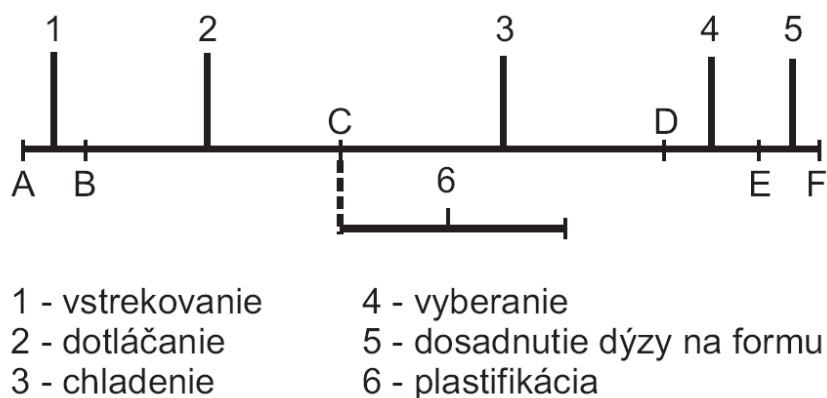 1 2 3 4 5
C D
A B E F
6
1 - vstrekovanie
2 - dotláčanie
3 - chladenie
4 - vyberanie
5 - dosadnutie dýzy na formu
6 - plastifikácia